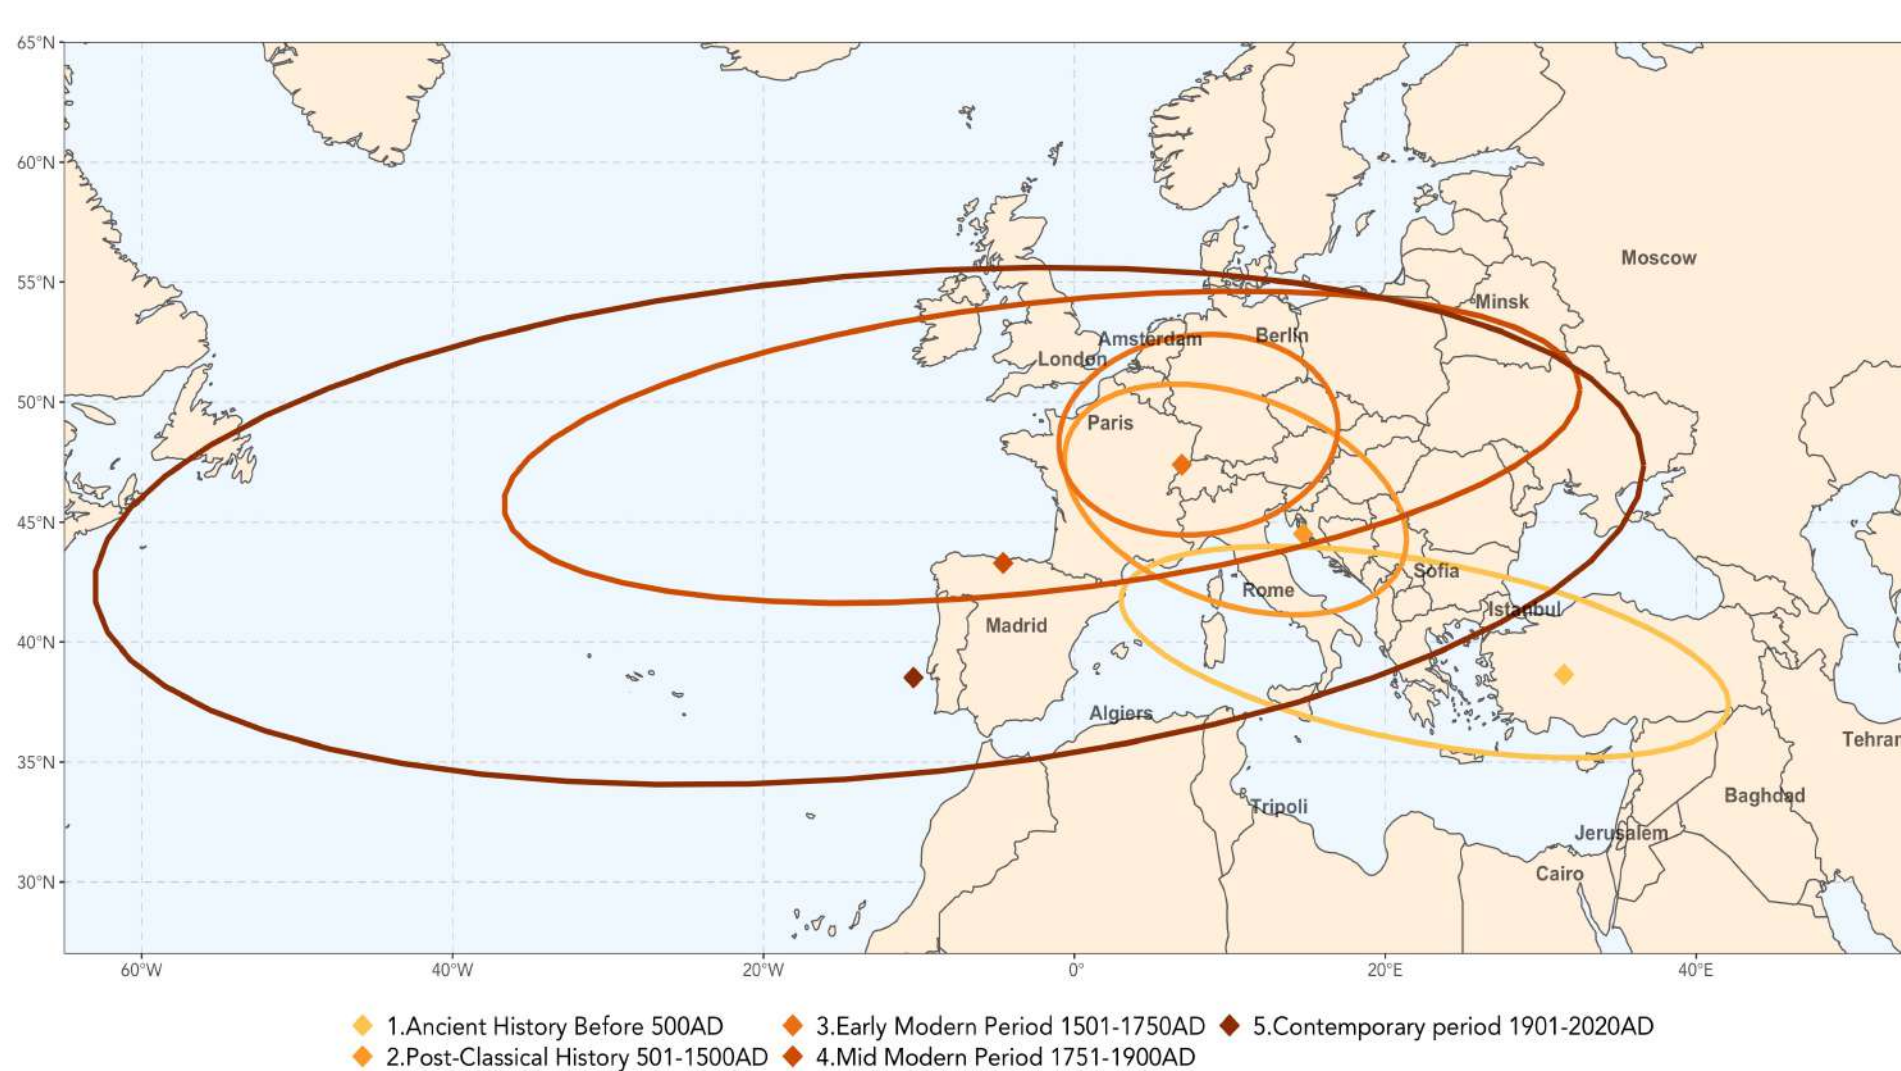 65°N
60°N
Moscow
55°N
Minsk
Amsterdam
Berlin
London
50°N
Paris
45°N
Sofia
Rome
Istanbul
Madrid
40°N
Algiers
Tehran
35°N
Baghdad
Tripoli
Jerusalem
Cairo
30°N
60°W 40°W 20°W 0° 20°E 40°E
1.Ancient History Before 500AD 3.Early Modern Period 1501-1750AD 5.Contemporary period 1901-2020AD
2.Post-Classical History 501-1500AD 4.Mid Modern Period 1751-1900AD